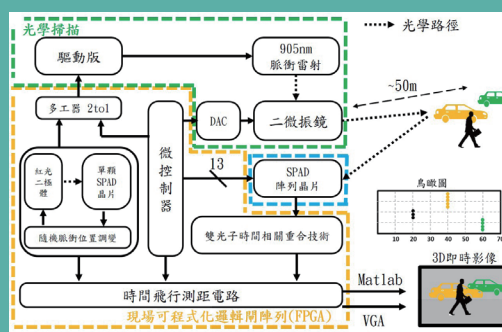 光學掃描
光學路徑
驅動版
905nm
脈衝雷射
~50m
多工器 2to1
DAC
二微振鏡
微控制器
13
紅光
二極體
單顆
SPAD
晶片
SPAD
陣列晶片
隨機脈衝位置調變
雙光子時間相關重合技術
鳥瞰圖
10 20 30 40 50 60 70
時間飛行測距電路
Matlab
3D即時影像
現場可程式化邏輯閘陣列(FPGA)
VGA